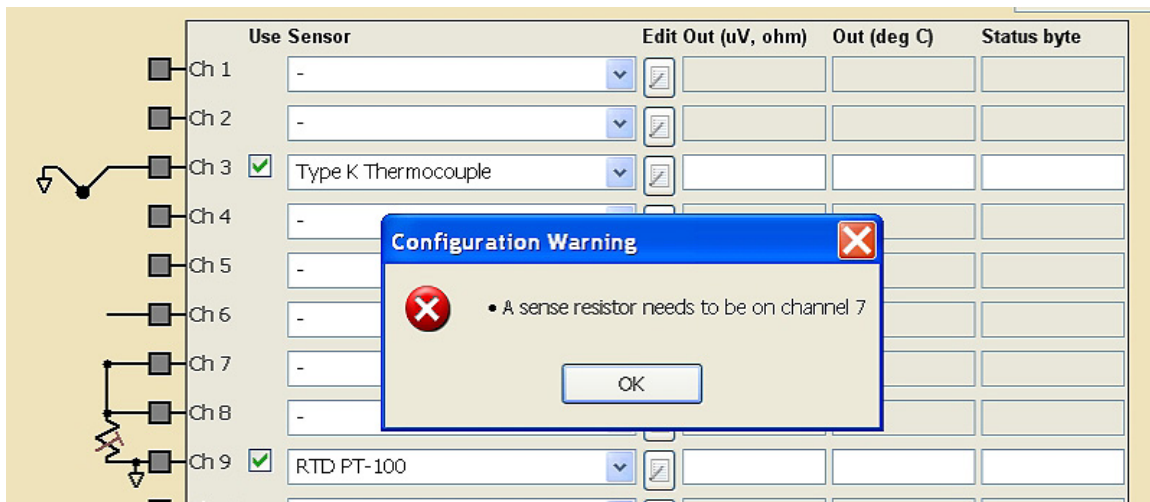 Use Sensor Edit Out (uV, ohm) Out (deg C) Status byte
Ch 1 -
Ch 2 -
Ch 3 Type K Thermocouple
Ch 4 -
Configuration Warning
Ch 5 -
• A sense resistor needs to be on channel 7
Ch 6 -
Ch 7 -
OK
Ch 8 -
Ch 9 RTD PT-100